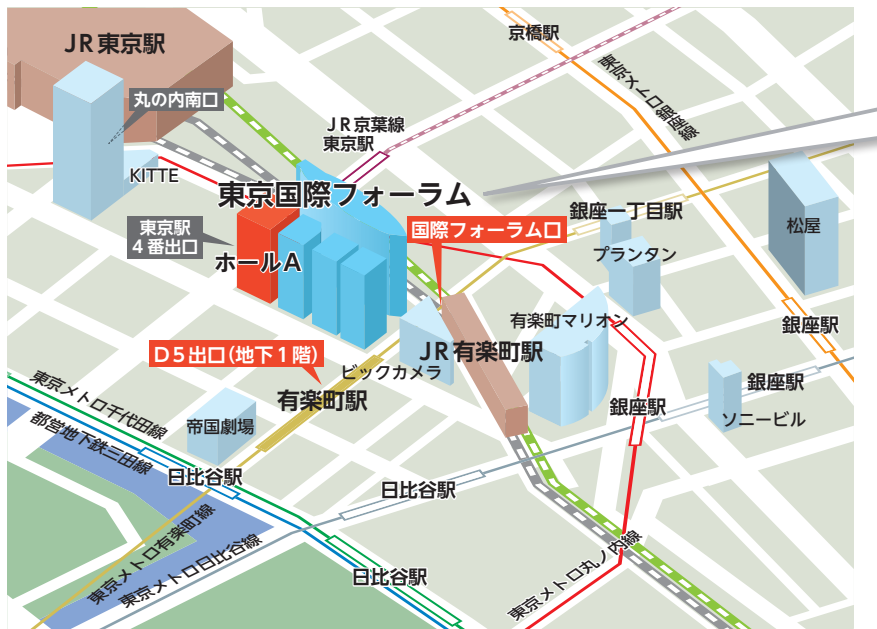 JR東京駅
京橋駅
東京メトロ銀座線
丸の内南口
JR京葉線
東京駅
KITTE
東京国際フォーラム
東京駅
4番出口
ホールA
国際フォーラム口
銀座一丁目駅
プランタン
松屋
有楽町マリオン
銀座駅
JR有楽町駅
D5出口(地下1階)
ビックカメラ
有楽町駅
銀座駅
銀座駅
ソニービル
東京メトロ千代田線
都営地下鉄三田線
帝国劇場
日比谷駅
日比谷駅
東京メトロ有楽町線
東京メトロ日比谷線
日比谷駅
東京メトロ丸ノ内線